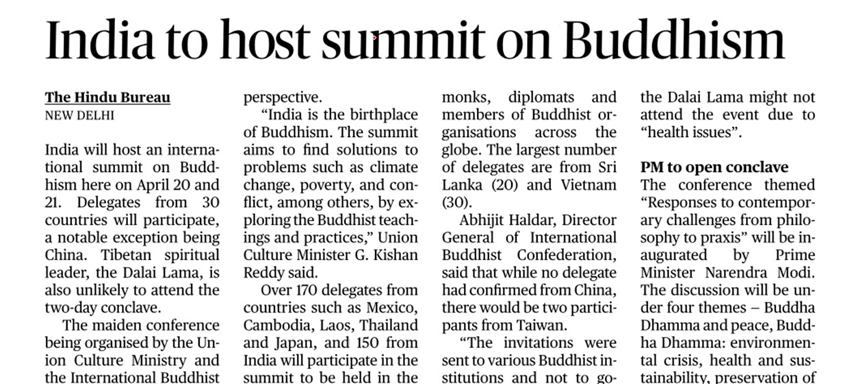 India to host summit on Buddhism
The Hindu Bureau
NEW DELHI
India will host an interna-
tional summit on Budd-
hism here on April 20 and
21. Delegates from 30
countries will participate,
a notable exception being
China. Tibetan spiritual
leader, the Dalai Lama, is
also unlikely to attend the
two-day conclave.
The maiden conference
being organised by the Un-
ion Culture Ministry and
the International Buddhist
perspective.
“India is the birthplace
of Buddhism. The summit
aims to find solutions to
problems such as climate
change, poverty, and con-
flict, among others, by ex-
ploring the Buddhist teach-
ings and practices,” Union
Culture Minister G. Kishan
Reddy said.
Over 170 delegates from
countries such as Mexico,
Cambodia, Laos, Thailand
and Japan, and 150 from
India will participate in the
summit to be held in the
monks, diplomats and
members of Buddhist or-
ganisations across the
globe. The largest number
of delegates are from Sri
Lanka (20) and Vietnam
(30).
Abhijit Haldar, Director
General of International
Buddhist Confederation,
said that while no delegate
had confirmed from China,
there would be two partici-
pants from Taiwan.
“The invitations were
sent to various Buddhist in-
stitutions and not to go-
the Dalai Lama might not
attend the event due to
“health issues”.
PM to open conclave
The conference themed
“Responses to contempor-
ary challenges from philo-
sophy to praxis” will be in-
augurated by Prime
Minister Narendra Modi.
The discussion will be un-
der four themes — Buddha
Dhamma and peace, Budd-
ha Dhamma: environmen-
tal crisis, health and sus-
tainability, preservation of